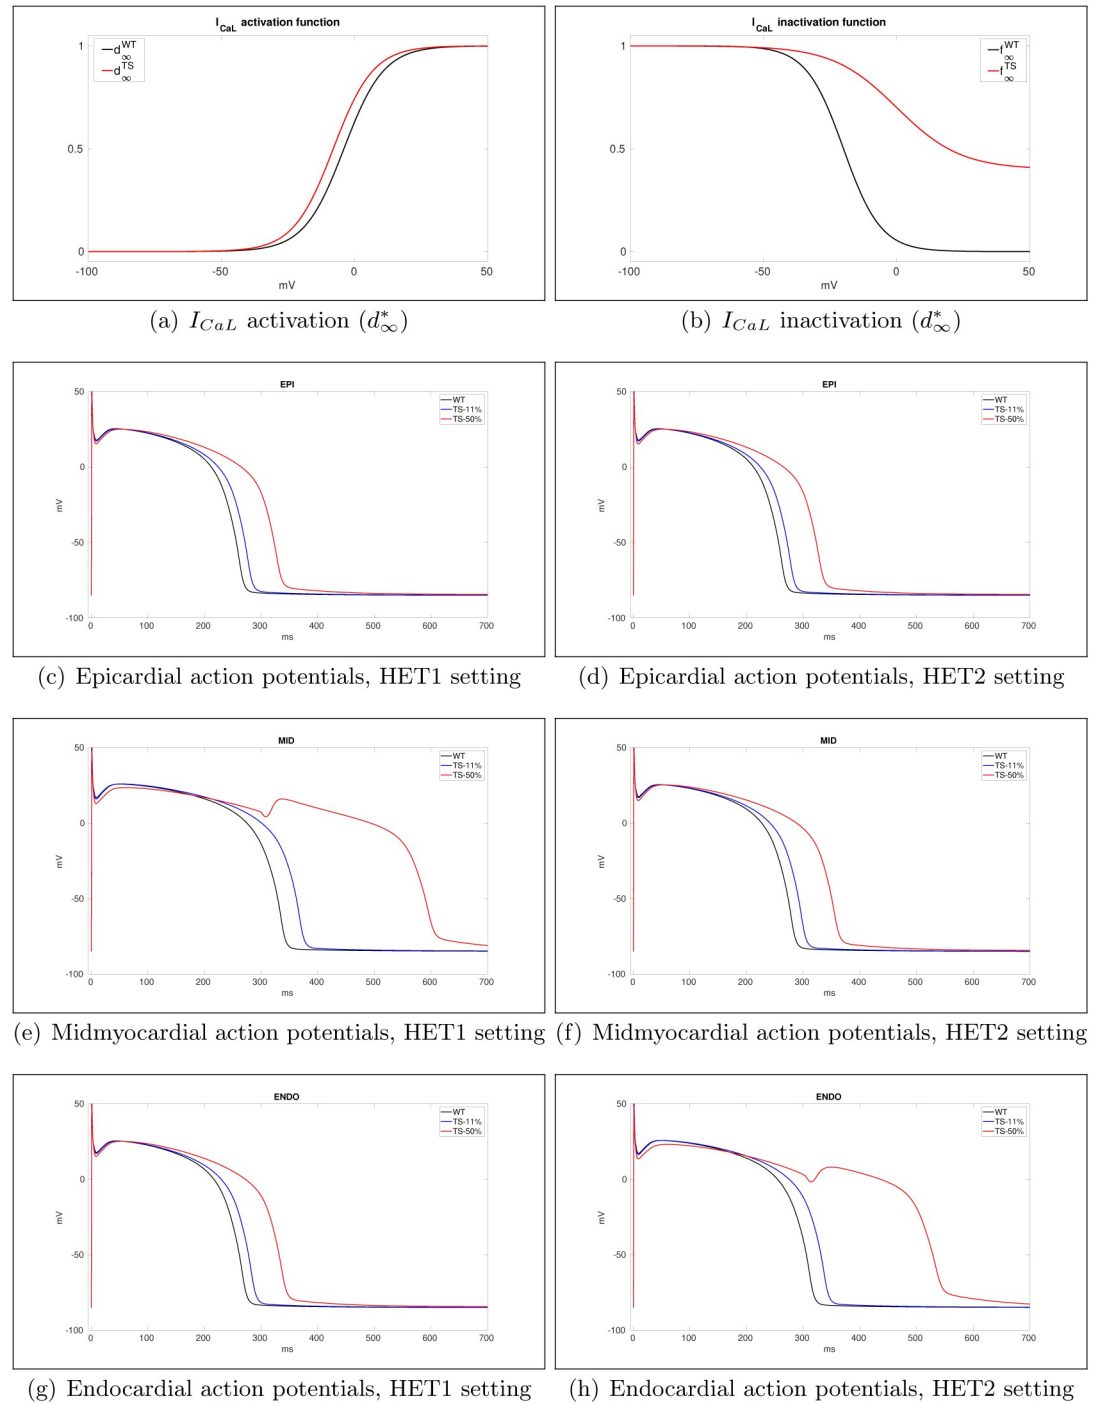 I_CaL activation function
d_∞^WT
d_∞^TS
1
0.5
0
-100 -50 0 50
mV
(a) I_CaL activation (d_∞^*)
I_CaL inactivation function
f_∞^WT
f_∞^TS
1
0.5
0
-100 -50 0 50
mV
(b) I_CaL inactivation (d_∞^*)
EPI
WT
TS-11%
TS-50%
50
0
-50
-100
mV
0 100 200 300 400 500 600 700
ms
(c) Epicardial action potentials, HET1 setting
EPI
WT
TS-11%
TS-50%
50
0
-50
-100
mV
0 100 200 300 400 500 600 700
ms
(d) Epicardial action potentials, HET2 setting
MID
WT
TS-11%
TS-50%
50
0
-50
-100
mV
0 100 200 300 400 500 600 700
ms
(e) Midmyocardial action potentials, HET1 setting
MID
WT
TS-11%
TS-50%
50
0
-50
-100
mV
0 100 200 300 400 500 600 700
ms
(f) Midmyocardial action potentials, HET2 setting
ENDO
WT
TS-11%
TS-50%
50
0
-50
-100
mV
0 100 200 300 400 500 600 700
ms
(g) Endocardial action potentials, HET1 setting
ENDO
WT
TS-11%
TS-50%
50
0
-50
-100
mV
0 100 200 300 400 500 600 700
ms
(h) Endocardial action potentials, HET2 setting